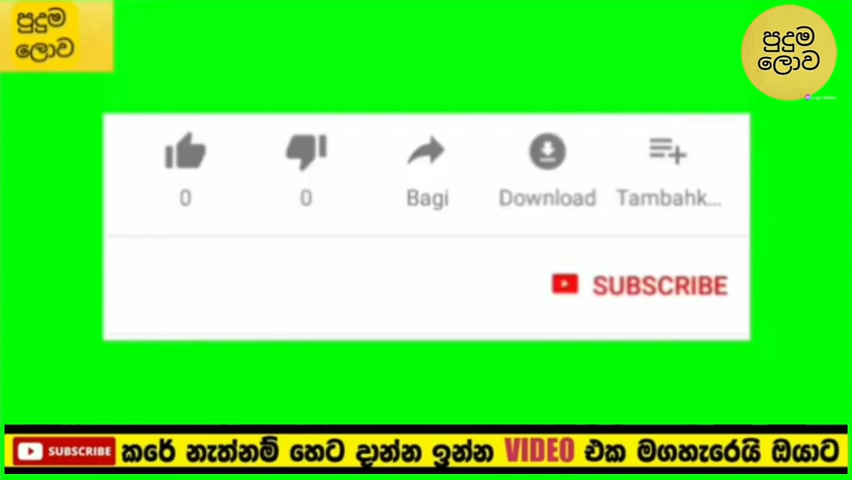 පුදුම
ලොව
පුදුම
ලොව
0
0
Bagi
Download
Tambahk...
SUBSCRIBE
SUBSCRIBE කරේ නැත්නම් හෙට දාන්න ඉන්න VIDEO එක මගහැරෙයි ඔයාට